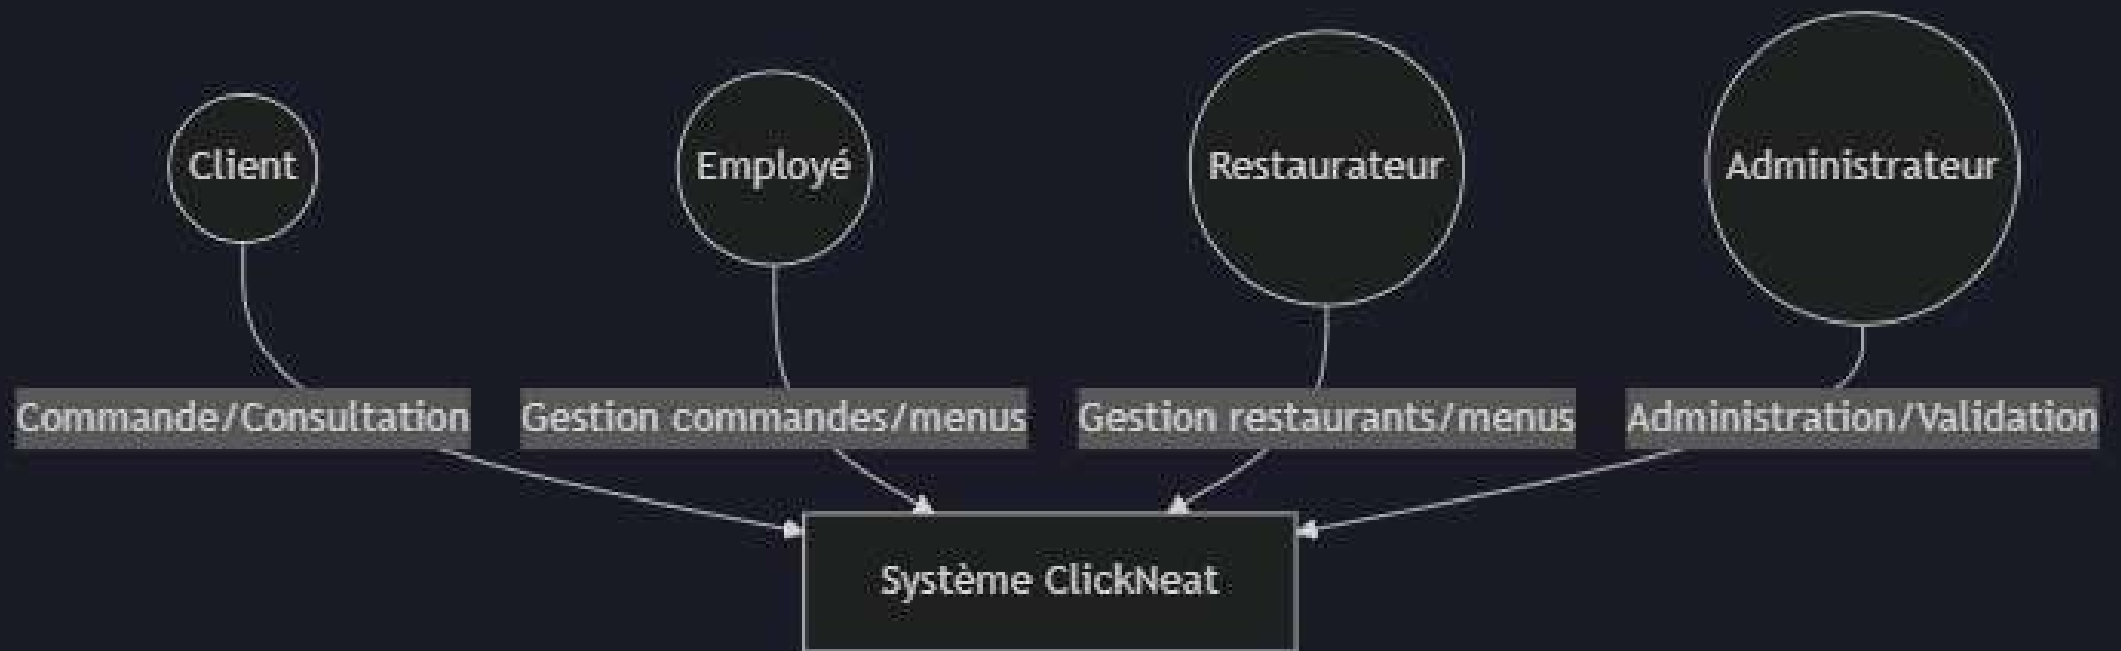 Client
Employé
Restaurateur
Administrateur
Commande/Consultation
Gestion commandes/menus
Gestion restaurants/menus
Administration/Validation
Système ClickNeat